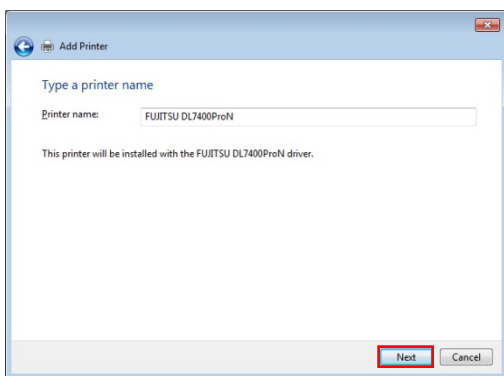 Add Printer
Type a printer name
Printer name: FUJITSU DL7400ProN
This printer will be installed with the FUJITSU DL7400ProN driver.
Next Cancel